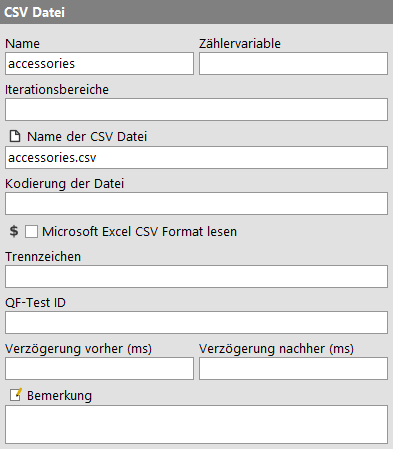 CSV Datei
Name Zählervariable
accessories
Iterationsbereiche
Name der CSV Datei
accessories.csv
Kodierung der Datei
$ Microsoft Excel CSV Format lesen
Trennzeichen
QF-Test ID
Verzögerung vorher (ms) Verzögerung nachher (ms)
Bemerkung